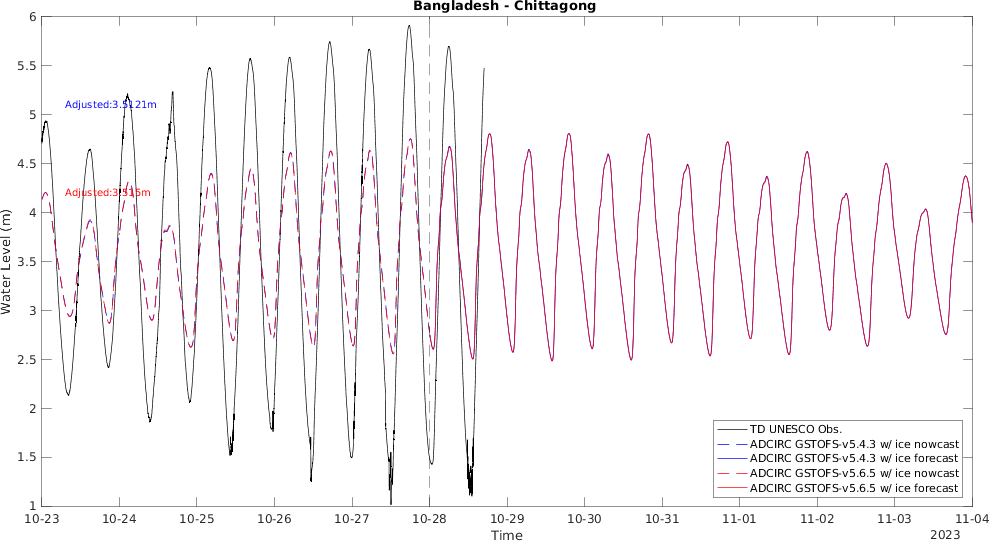 Bangladesh - Chittagong
Water Level (m)
6
5.5
5
4.5
4
3.5
3
2.5
2
1.5
1
Adjusted:3.5121m
Adjusted:3.515m
TD UNESCO Obs.
ADCIRC GSTOFS-v5.4.3 w/ ice nowcast
ADCIRC GSTOFS-v5.4.3 w/ ice forecast
ADCIRC GSTOFS-v5.6.5 w/ ice nowcast
ADCIRC GSTOFS-v5.6.5 w/ ice forecast
10-23 10-24 10-25 10-26 10-27 10-28 10-29 10-30 10-31 11-01 11-02 11-03 11-04
Time
2023